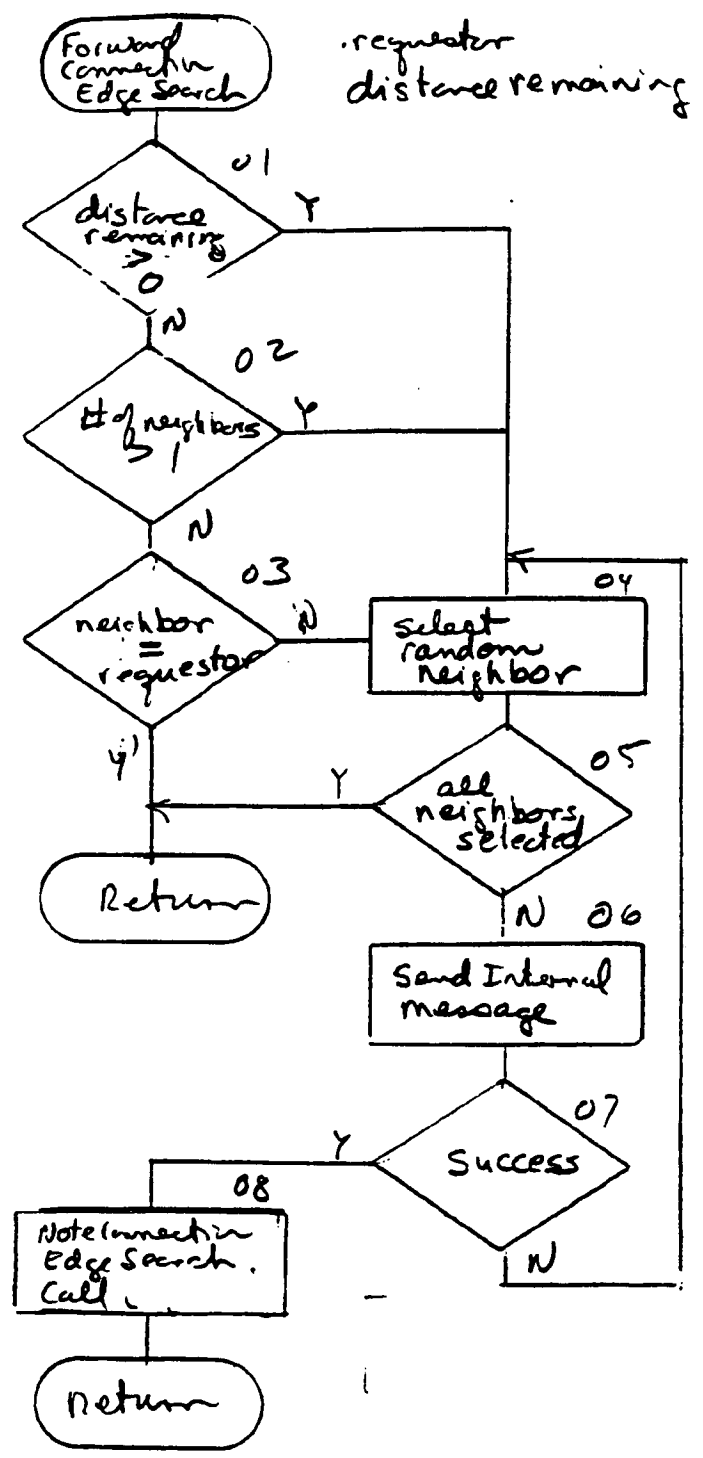 Forward
Connection
Edge Search
requestor
distance remaining
01
distance
remaining
>
0
Y
N
02
# of neighbors
> 1
Y
N
03
neighbor
=
requestor
N
Y
04
Select
random
neighbor
05
all
neighbors
selected
Y
N
Return
06
Send Internal
Message
07
Success
Y
N
08
Note Connection
Edge Search
Call
Return